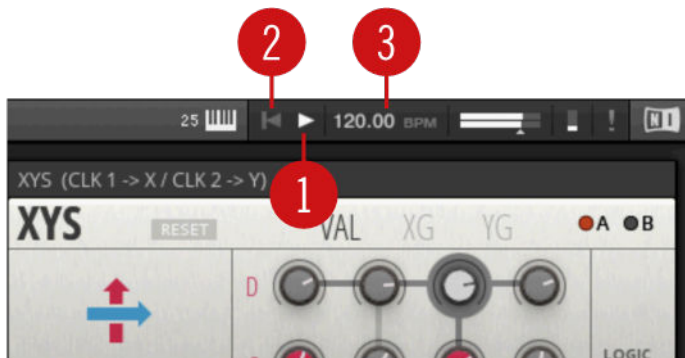 2 3
25 120.00 BPM ! NI
XYS (CLK 1 -> X / CLK 2 -> Y)
1
XYS RESET VAL XG YG A B
D
LOGIC